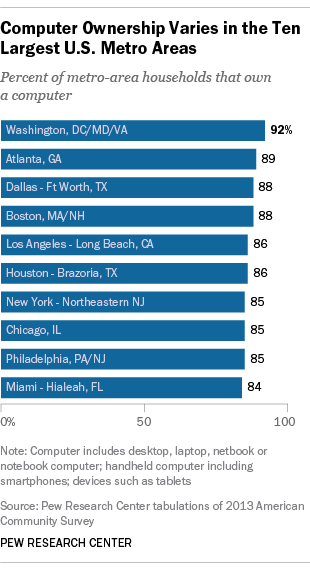 Computer Ownership Varies in the Ten
Largest U.S. Metro Areas
Percent of metro-area households that own
a computer
Washington, DC/MD/VA 92%
Atlanta, GA 89
Dallas - Ft Worth, TX 88
Boston, MA/NH 88
Los Angeles - Long Beach, CA 86
Houston - Brazoria, TX 86
New York - Northeastern NJ 85
Chicago, IL 85
Philadelphia, PA/NJ 85
Miami - Hialeah, FL 84
0% 50 100
Note: Computer includes desktop, laptop, netbook or
notebook computer; handheld computer including
smartphones; devices such as tablets
Source: Pew Research Center tabulations of 2013 American
Community Survey
PEW RESEARCH CENTER